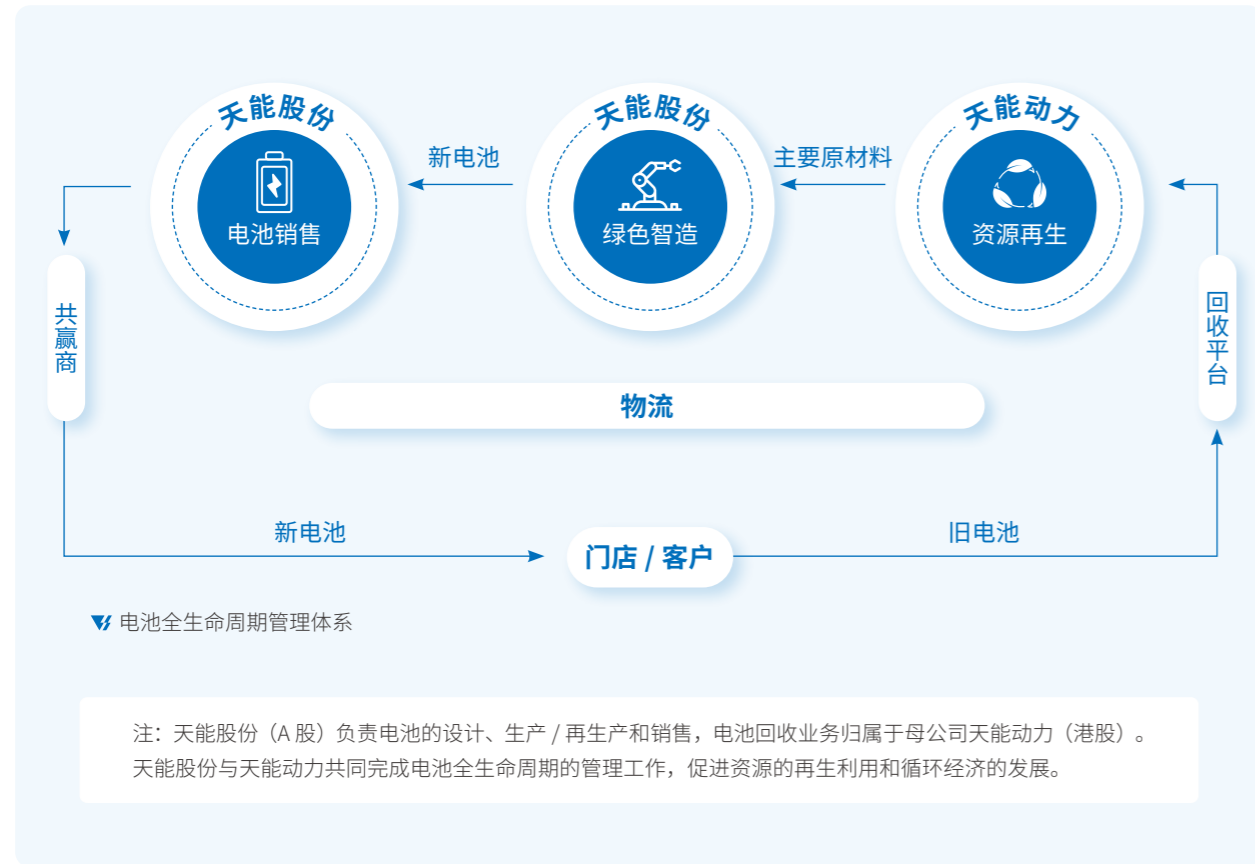 天能股份
电池销售
新电池
天能股份
绿色智造
主要原材料
天能动力
资源再生
共赢商
回收平台
物流
新电池
门店 / 客户
旧电池
电池全生命周期管理体系
注：天能股份（A 股）负责电池的设计、生产 / 再生产和销售，电池回收业务归属于母公司天能动力（港股）。
天能股份与天能动力共同完成电池全生命周期的管理工作，促进资源的再生利用和循环经济的发展。